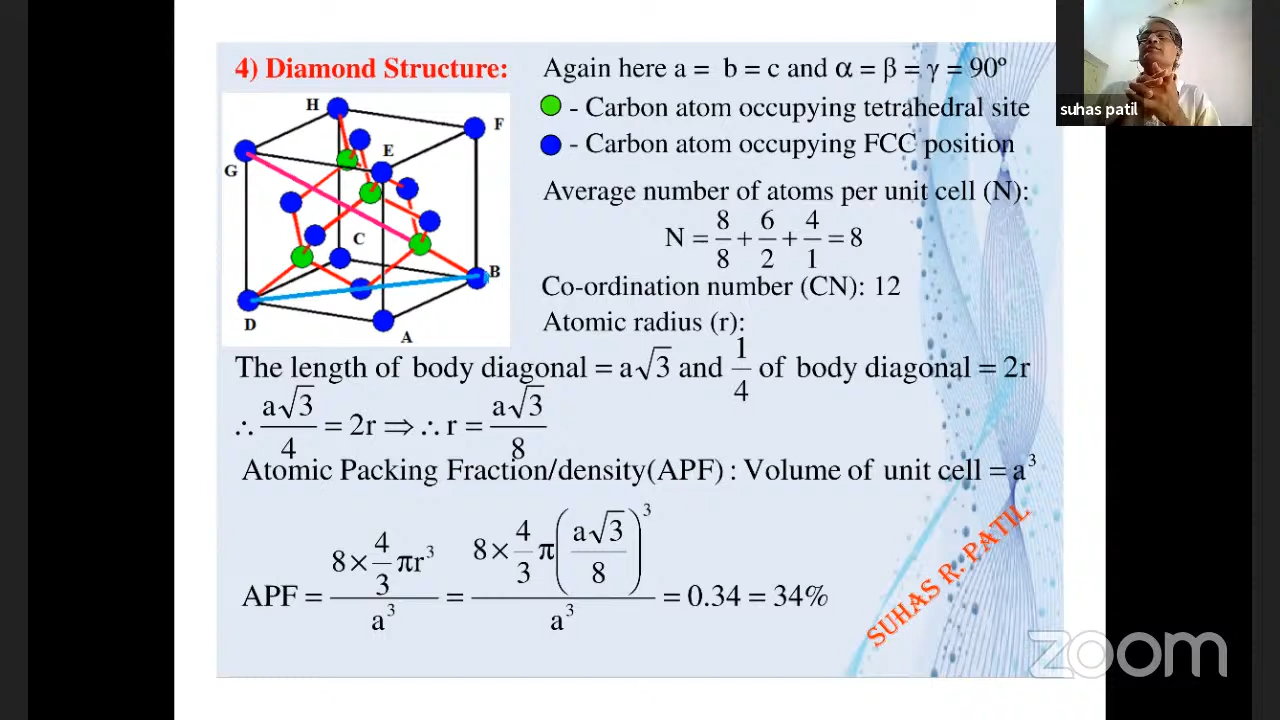 4) Diamond Structure:
Again here a = b = c and α = β = γ = 90º
- Carbon atom occupying tetrahedral site
- Carbon atom occupying FCC position
Average number of atoms per unit cell (N):
N = 8/8 + 6/2 + 4/1 = 8
Co-ordination number (CN): 12
Atomic radius (r):
H
F
E
G
C
B
D
A
The length of body diagonal = a√3 and 1/4 of body diagonal = 2r
∴ a√3/4 = 2r ⇒ ∴ r = a√3/8
Atomic Packing Fraction/density(APF) : Volume of unit cell = a³
APF = (8 × 4/3 πr³)/a³ = (8 × 4/3 π(a√3/8)³)/a³ = 0.34 = 34%
SUHAS R. PATIL
suhas patil
zoom